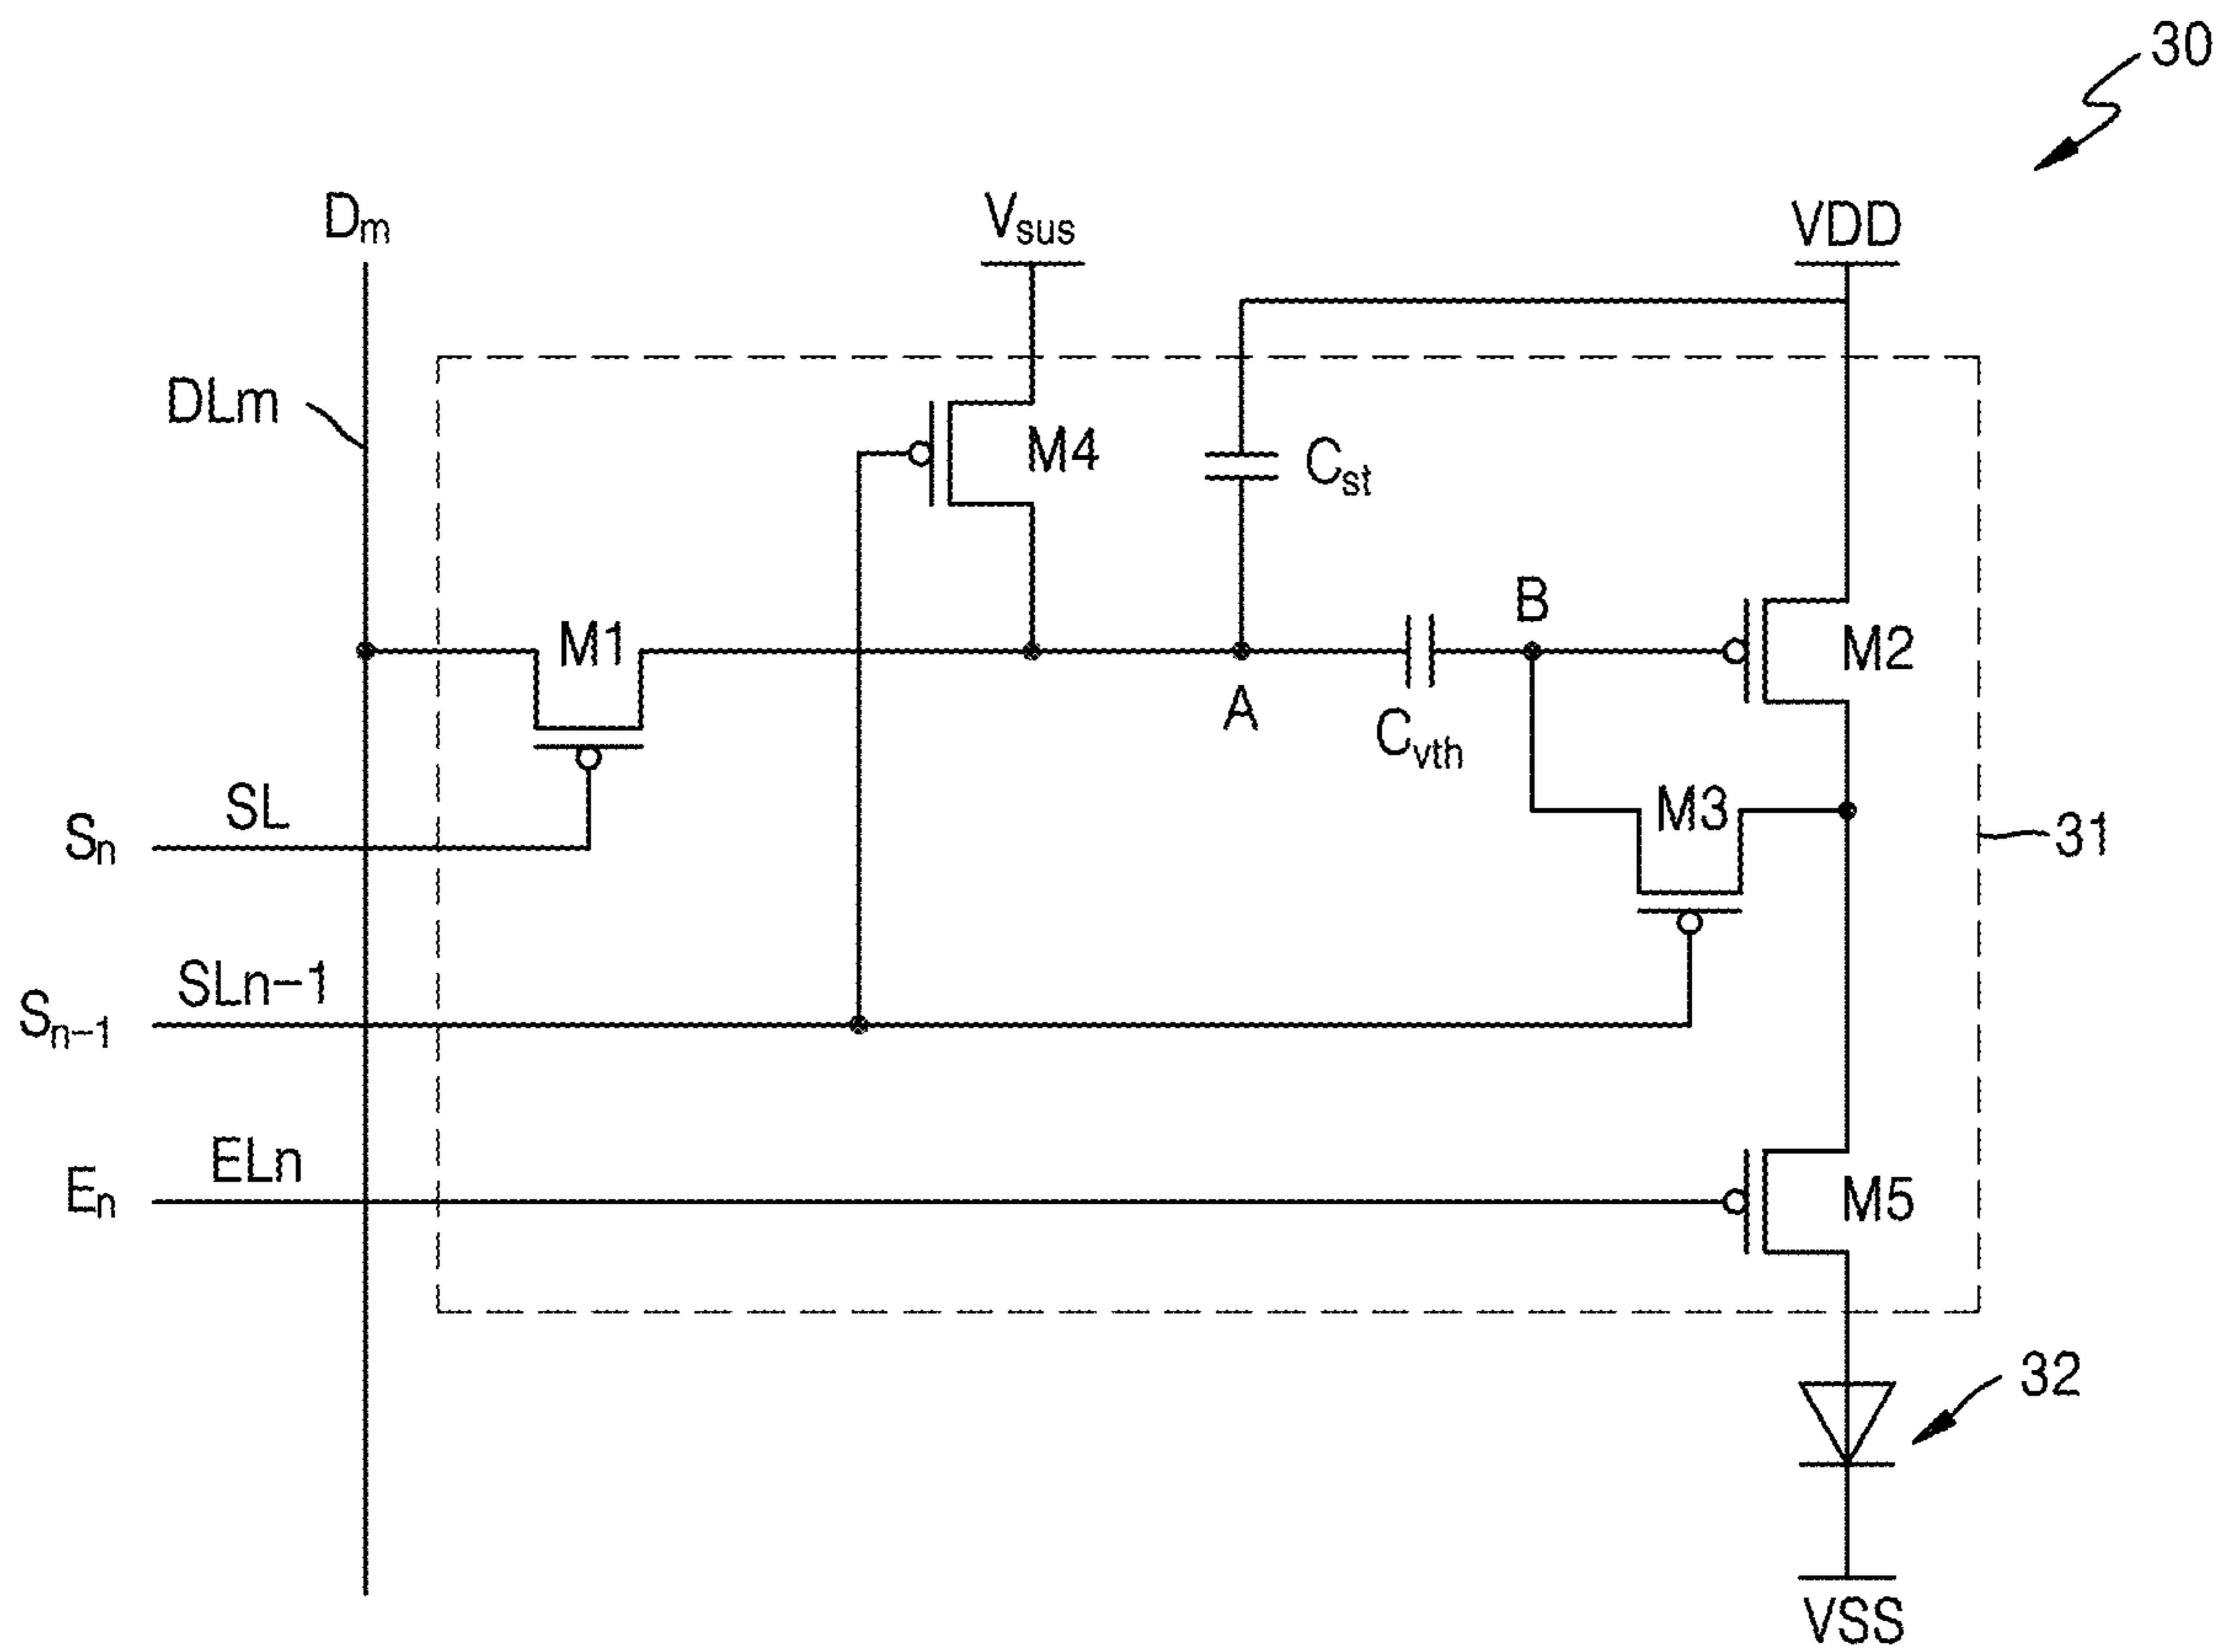 30
Dm
Vsus
VDD
DLm
M4
Cst
B
M1
M2
A
Cvth
M3
SL
Sn
31
SLn-1
Sn-1
ELn
En
M5
32
VSS